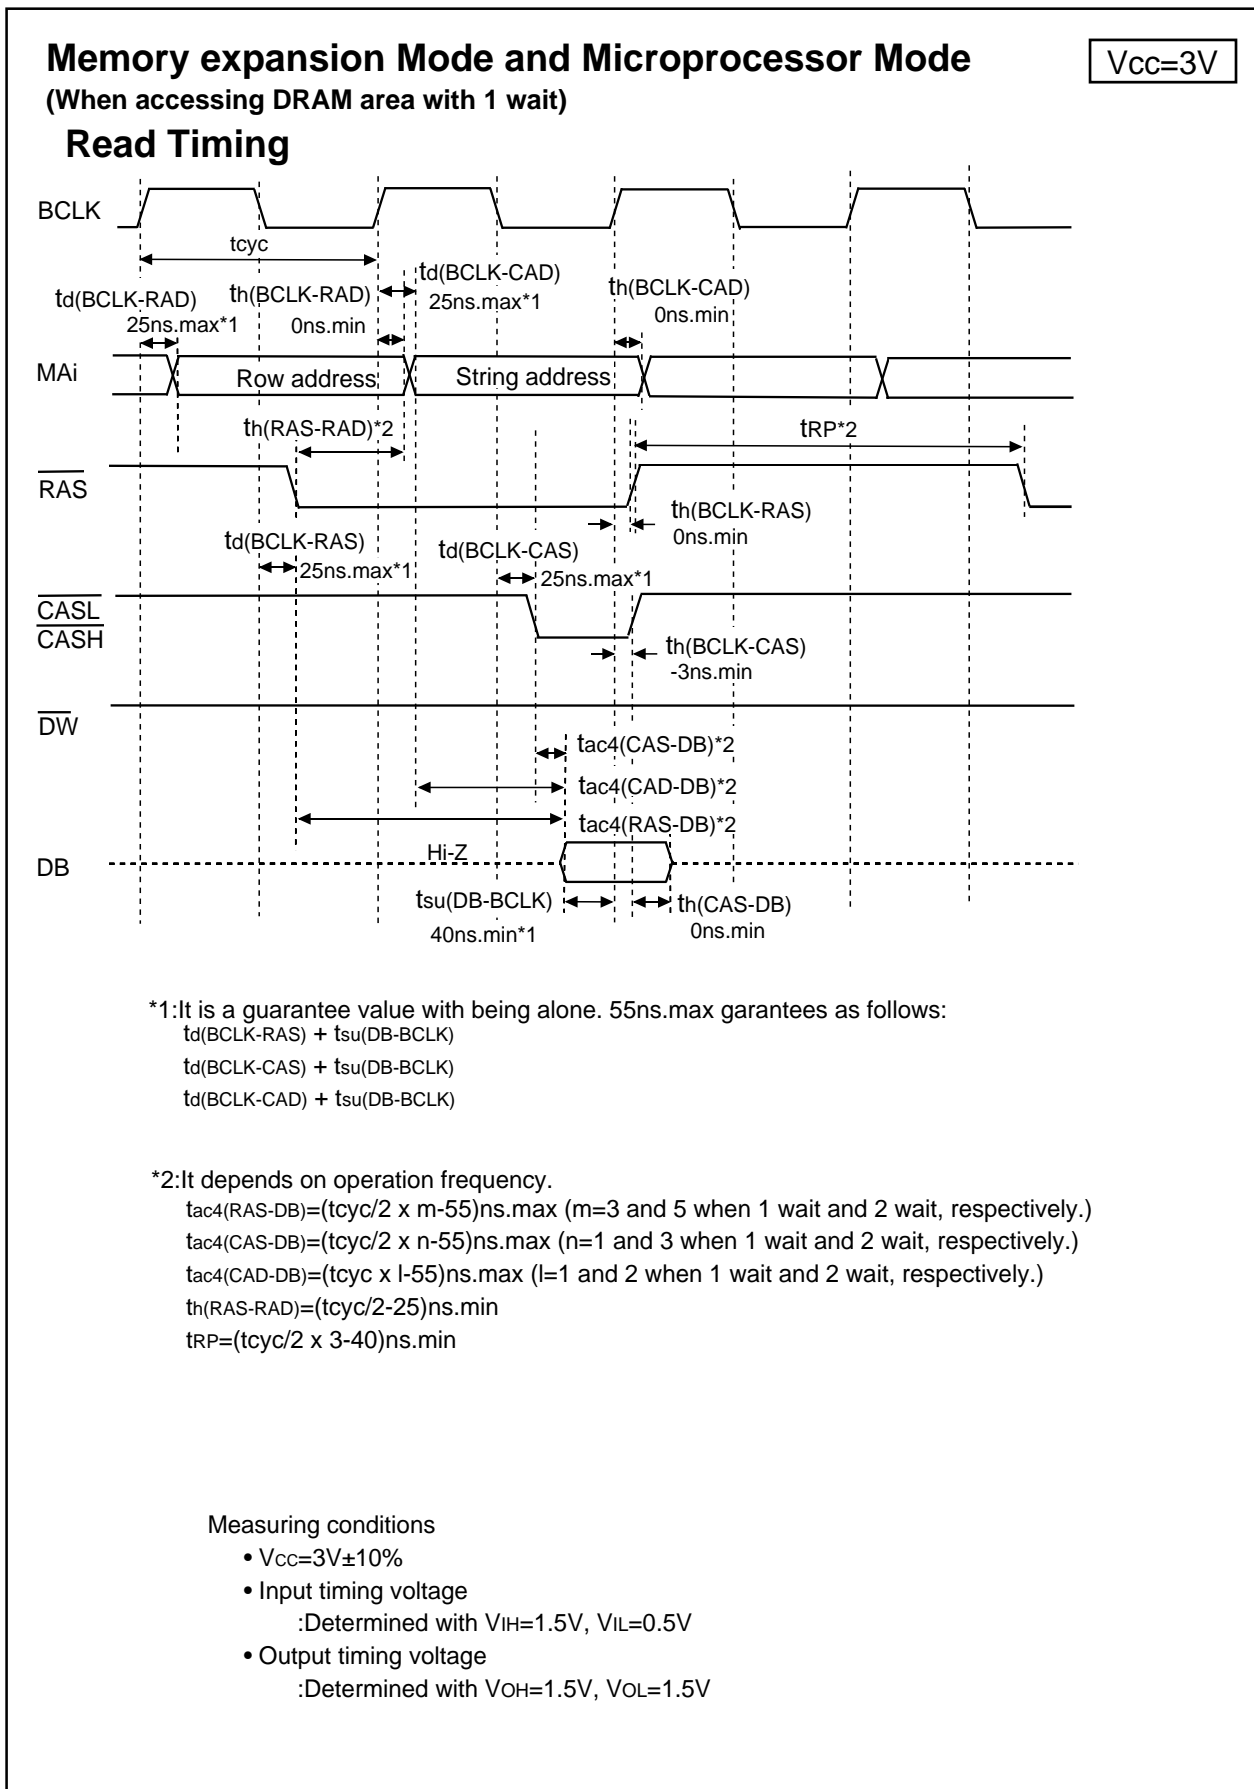 Memory expansion Mode and Microprocessor Mode
Vcc=3V
(When accessing DRAM area with 1 wait)
Read Timing
BCLK
tcyc
td(BCLK-CAD)
25ns.max*1
th(BCLK-CAD)
0ns.min
td(BCLK-RAD)
25ns.max*1
th(BCLK-RAD)
0ns.min
MAi
Row address
String address
th(RAS-RAD)*2
tRP*2
RAS
th(BCLK-RAS)
0ns.min
td(BCLK-RAS)
25ns.max*1
td(BCLK-CAS)
25ns.max*1
CASL
CASH
th(BCLK-CAS)
-3ns.min
DW
tac4(CAS-DB)*2
tac4(CAD-DB)*2
tac4(RAS-DB)*2
DB
Hi-Z
tsu(DB-BCLK)
40ns.min*1
th(CAS-DB)
0ns.min
*1:It is a guarantee value with being alone. 55ns.max garantees as follows:
td(BCLK-RAS) + tsu(DB-BCLK)
td(BCLK-CAS) + tsu(DB-BCLK)
td(BCLK-CAD) + tsu(DB-BCLK)
*2:It depends on operation frequency.
tac4(RAS-DB)=(tcyc/2 x m-55)ns.max (m=3 and 5 when 1 wait and 2 wait, respectively.)
tac4(CAS-DB)=(tcyc/2 x n-55)ns.max (n=1 and 3 when 1 wait and 2 wait, respectively.)
tac4(CAD-DB)=(tcyc x l-55)ns.max (l=1 and 2 when 1 wait and 2 wait, respectively.)
th(RAS-RAD)=(tcyc/2-25)ns.min
tRP=(tcyc/2 x 3-40)ns.min
Measuring conditions
• VCC=3V±10%
• Input timing voltage
:Determined with VIH=1.5V, VIL=0.5V
• Output timing voltage
:Determined with VOH=1.5V, VOL=1.5V